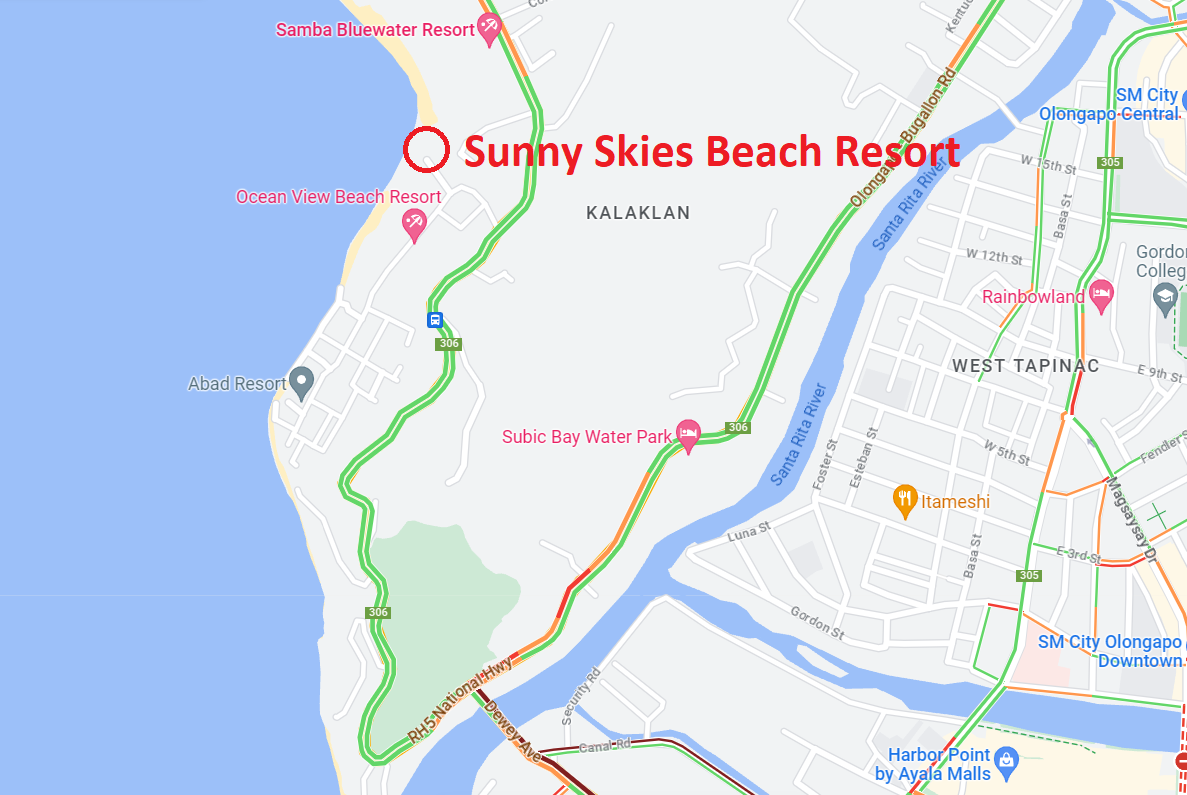 Samba Bluewater Resort
Olongapo-Bugallon Rd
SM City
Olongapo Central
Sunny Skies Beach Resort
305
W 15th St
Santa Rita River
Ocean View Beach Resort
KALAKLAN
Basa St
W 12th St
Rainbowland
306
Abad Resort
WEST TAPINAC
E 9th St
Santa Rita River
306
Subic Bay Water Park
Foster St
Esteban St
W 5th St
Magsaysay Dr
Itameshi
Luna St
Basa St
E 3rd St
305
306
Gordon St
SM City Olongapo
Downtown
RH5 National Hwy
Security Rd
Dewey Ave
Canal Rd
Harbor Point
by Ayala Malls